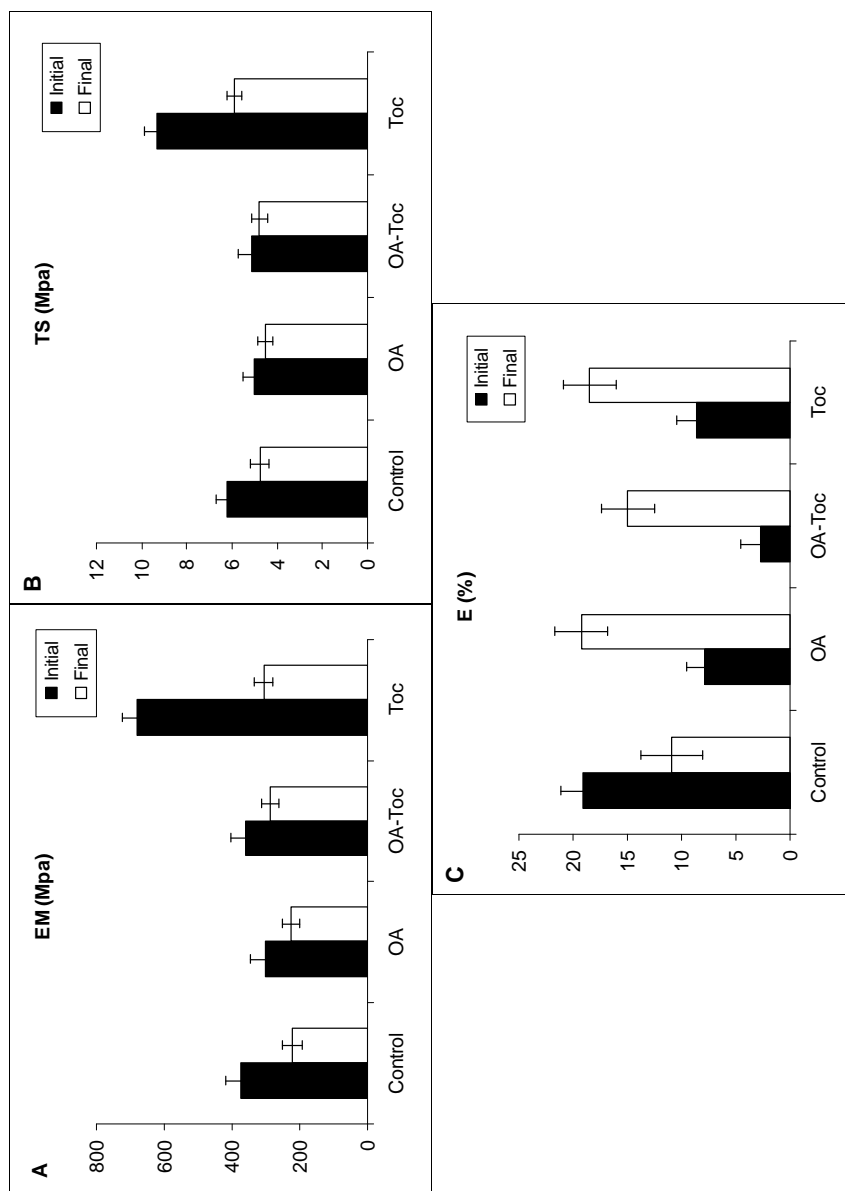 A
EM (Mpa)
Initial
Final
800
600
400
200
0
Control
OA
OA-Toc
Toc
B
TS (Mpa)
Initial
Final
12
10
8
6
4
2
0
Control
OA
OA-Toc
Toc
C
E (%)
Initial
Final
25
20
15
10
5
0
Control
OA
OA-Toc
Toc